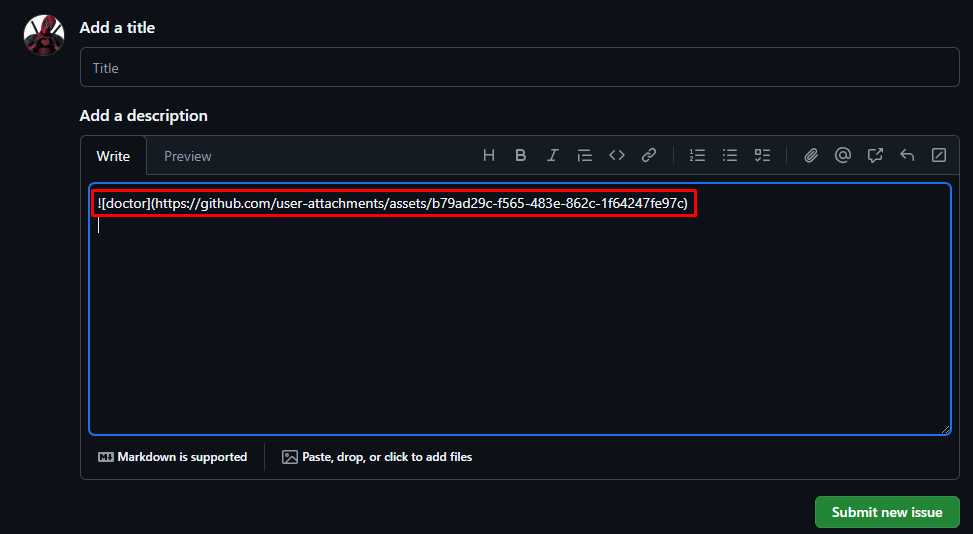 Add a title
Title
Add a description
Write Preview
![doctor](https://github.com/user-attachments/assets/b79ad29c-f565-483e-862c-1f64247fe97c)
Markdown is supported
Paste, drop, or click to add files
Submit new issue